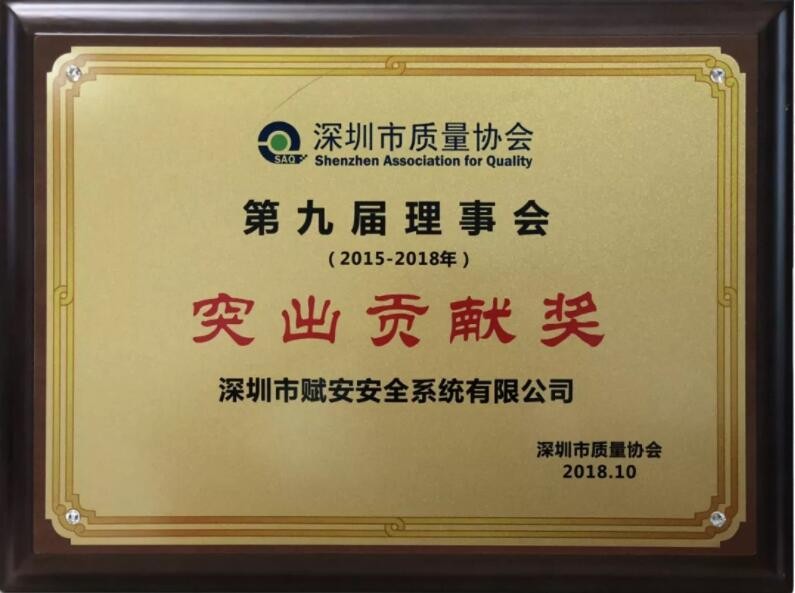 深圳市质量协会
SAQ
Shenzhen Association for Quality
第九届理事会
(2015-2018年)
突出贡献奖
深圳市赋安安全系统有限公司
深圳市质量协会
2018.10